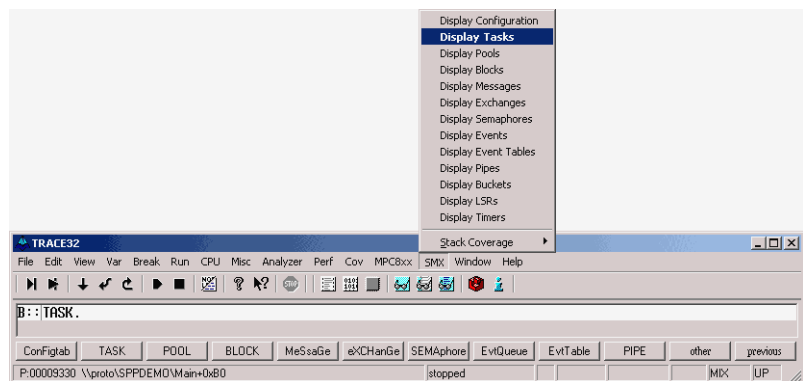 Display Configuration
Display Tasks
Display Pools
Display Blocks
Display Messages
Display Exchanges
Display Semaphores
Display Events
Display Event Tables
Display Pipes
Display Buckets
Display LSRs
Display Timers
Stack Coverage
TRACE32
File Edit View Var Break Run CPU Misc Analyzer Perf Cov MPC8xx SMX Window Help
B::TASK.
ConFigtab TASK POOL BLOCK MeSsaGe eXCHanGe SEMAphore EvtQueue EvtTable PIPE other previous
P:00009330 \\proto\SPPDEMO\Main+0xB0 stopped MIX UP